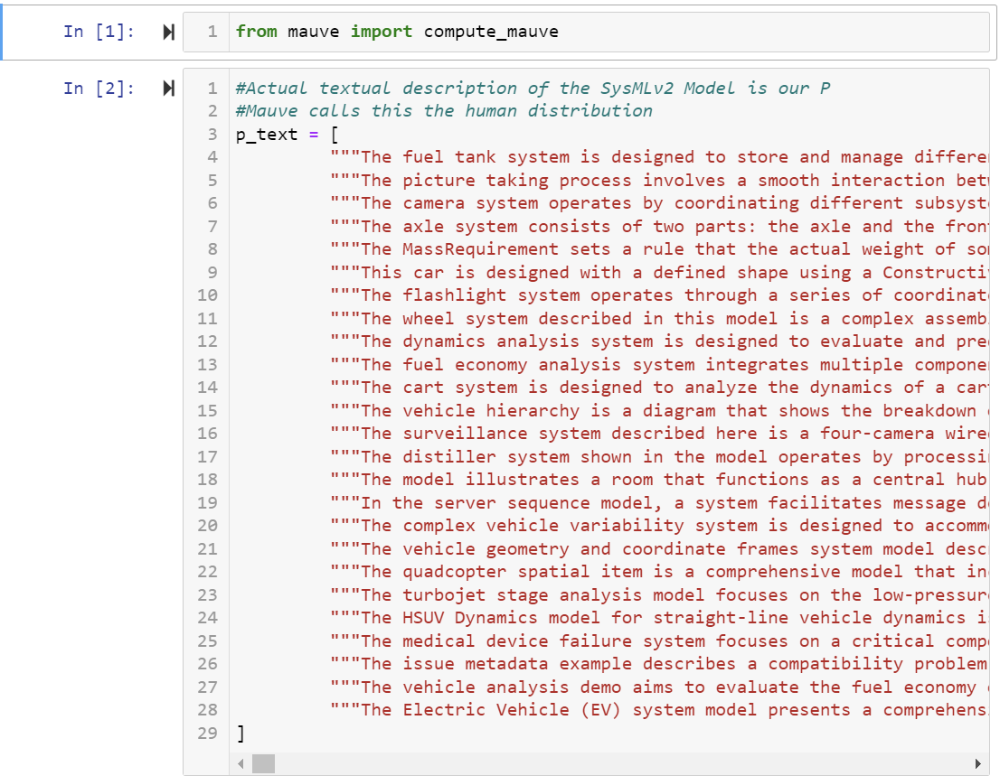 In [1]:
1 from mauve import compute_mauve
In [2]:
1 #Actual textual description of the SysMLv2 Model is our P
2 #Mauve calls this the human distribution
3 p_text = [
4 """The fuel tank system is designed to store and manage differe
5 """The picture taking process involves a smooth interaction bet
6 """The camera system operates by coordinating different subsyst
7 """The axle system consists of two parts: the axle and the fron
8 """The MassRequirement sets a rule that the actual weight of so
9 """This car is designed with a defined shape using a Constructi
10 """The flashlight system operates through a series of coordinat
11 """The wheel system described in this model is a complex assemb
12 """The dynamics analysis system is designed to evaluate and pre
13 """The fuel economy analysis system integrates multiple compone
14 """The cart system is designed to analyze the dynamics of a car
15 """The vehicle hierarchy is a diagram that shows the breakdown
16 """The surveillance system described here is a four-camera wire
17 """The distiller system shown in the model operates by processi
18 """The model illustrates a room that functions as a central hub
19 """In the server sequence model, a system facilitates message d
20 """The complex vehicle variability system is designed to accomm
21 """The vehicle geometry and coordinate frames system model desc
22 """The quadcopter spatial item is a comprehensive model that in
23 """The turbojet stage analysis model focuses on the low-pressur
24 """The HSUV Dynamics model for straight-line vehicle dynamics i
25 """The medical device failure system focuses on a critical comp
26 """The issue metadata example describes a compatibility problem
27 """The vehicle analysis demo aims to evaluate the fuel economy
28 """The Electric Vehicle (EV) system model presents a comprehens
29 ]